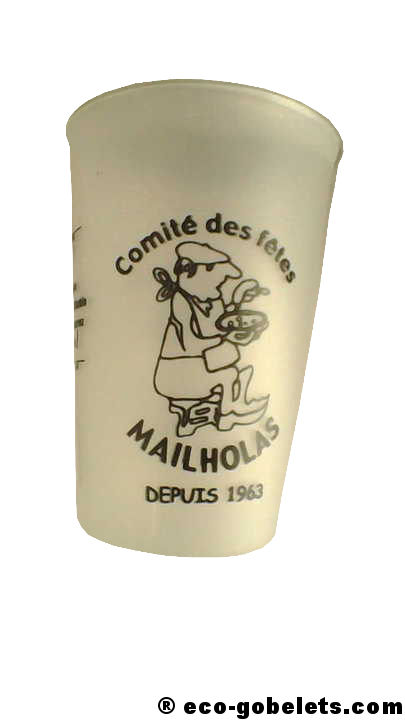 Comité des fêtes
MAILHOLAS
DEPUIS 1963
® eco-gobelets.com